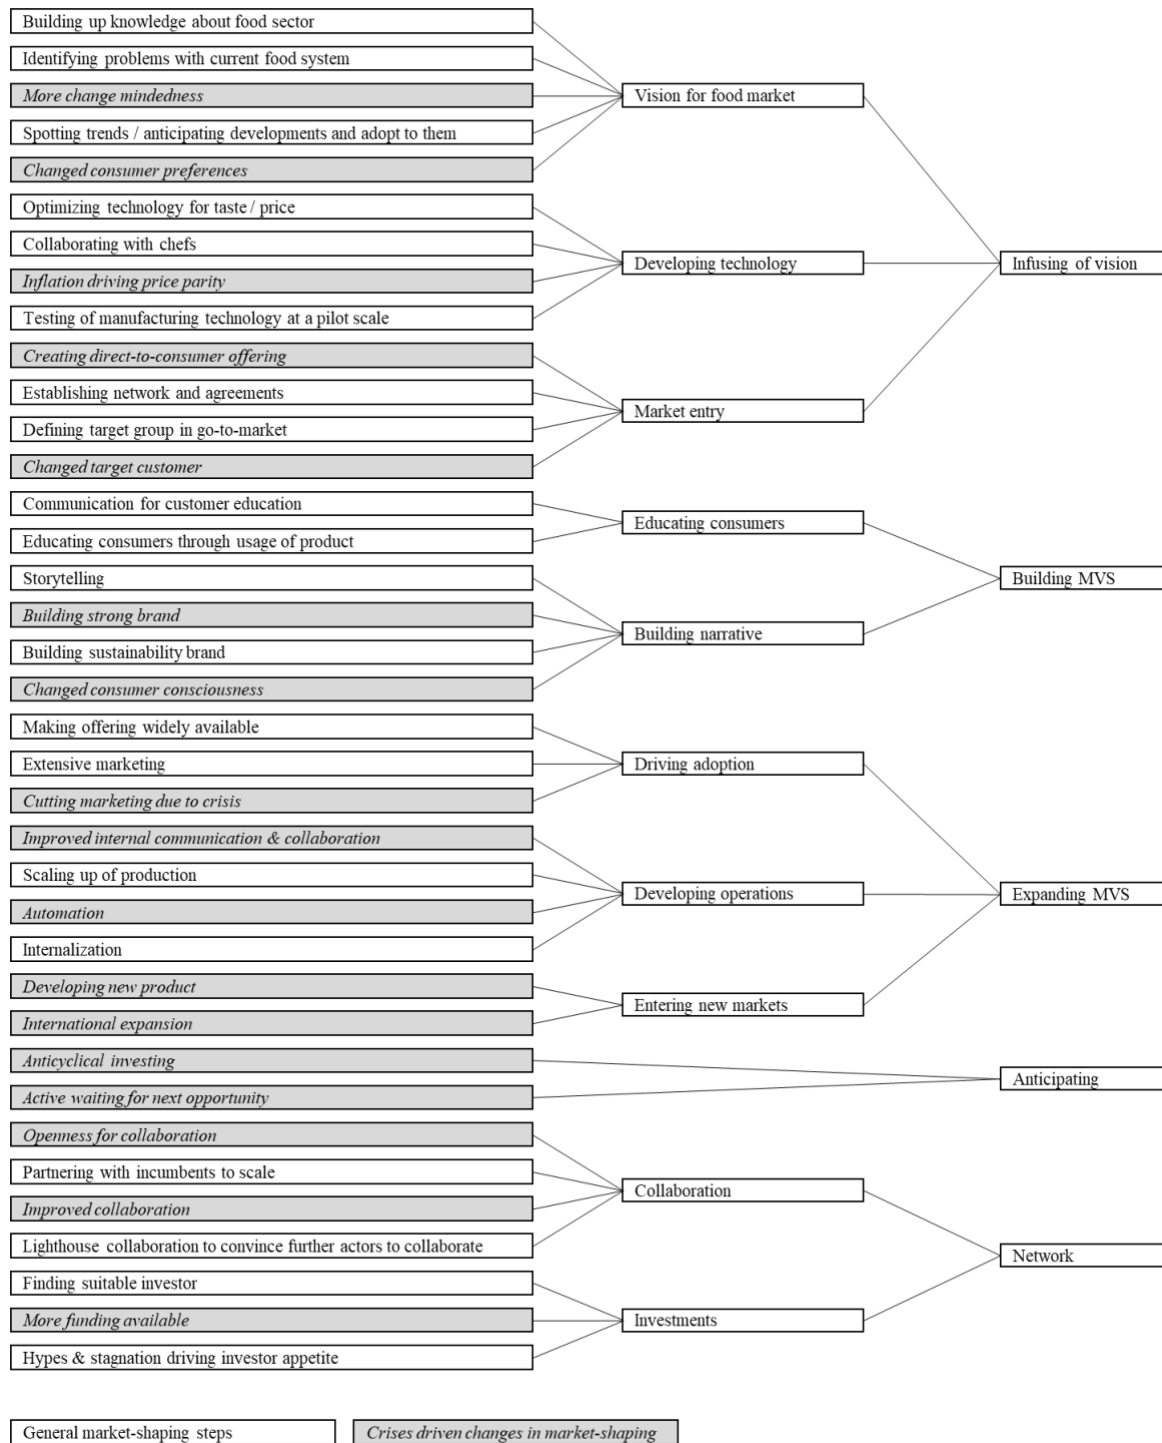 Building up knowledge about food sector
Identifying problems with current food system
More change mindedness
Spotting trends / anticipating developments and adopt to them
Changed consumer preferences
Optimizing technology for taste / price
Collaborating with chefs
Inflation driving price parity
Testing of manufacturing technology at a pilot scale
Creating direct-to-consumer offering
Establishing network and agreements
Defining target group in go-to-market
Changed target customer
Communication for customer education
Educating consumers through usage of product
Storytelling
Building strong brand
Building sustainability brand
Changed consumer consciousness
Making offering widely available
Extensive marketing
Cutting marketing due to crisis
Improved internal communication & collaboration
Scaling up of production
Automation
Internalization
Developing new product
International expansion
Anticyclical investing
Active waiting for next opportunity
Openness for collaboration
Partnering with incumbents to scale
Improved collaboration
Lighthouse collaboration to convince further actors to collaborate
Finding suitable investor
More funding available
Hypes & stagnation driving investor appetite
Vision for food market
Developing technology
Market entry
Educating consumers
Building narrative
Driving adoption
Developing operations
Entering new markets
Collaboration
Investments
Infusing of vision
Building MVS
Expanding MVS
Anticipating
Network
General market-shaping steps
Crises driven changes in market-shaping